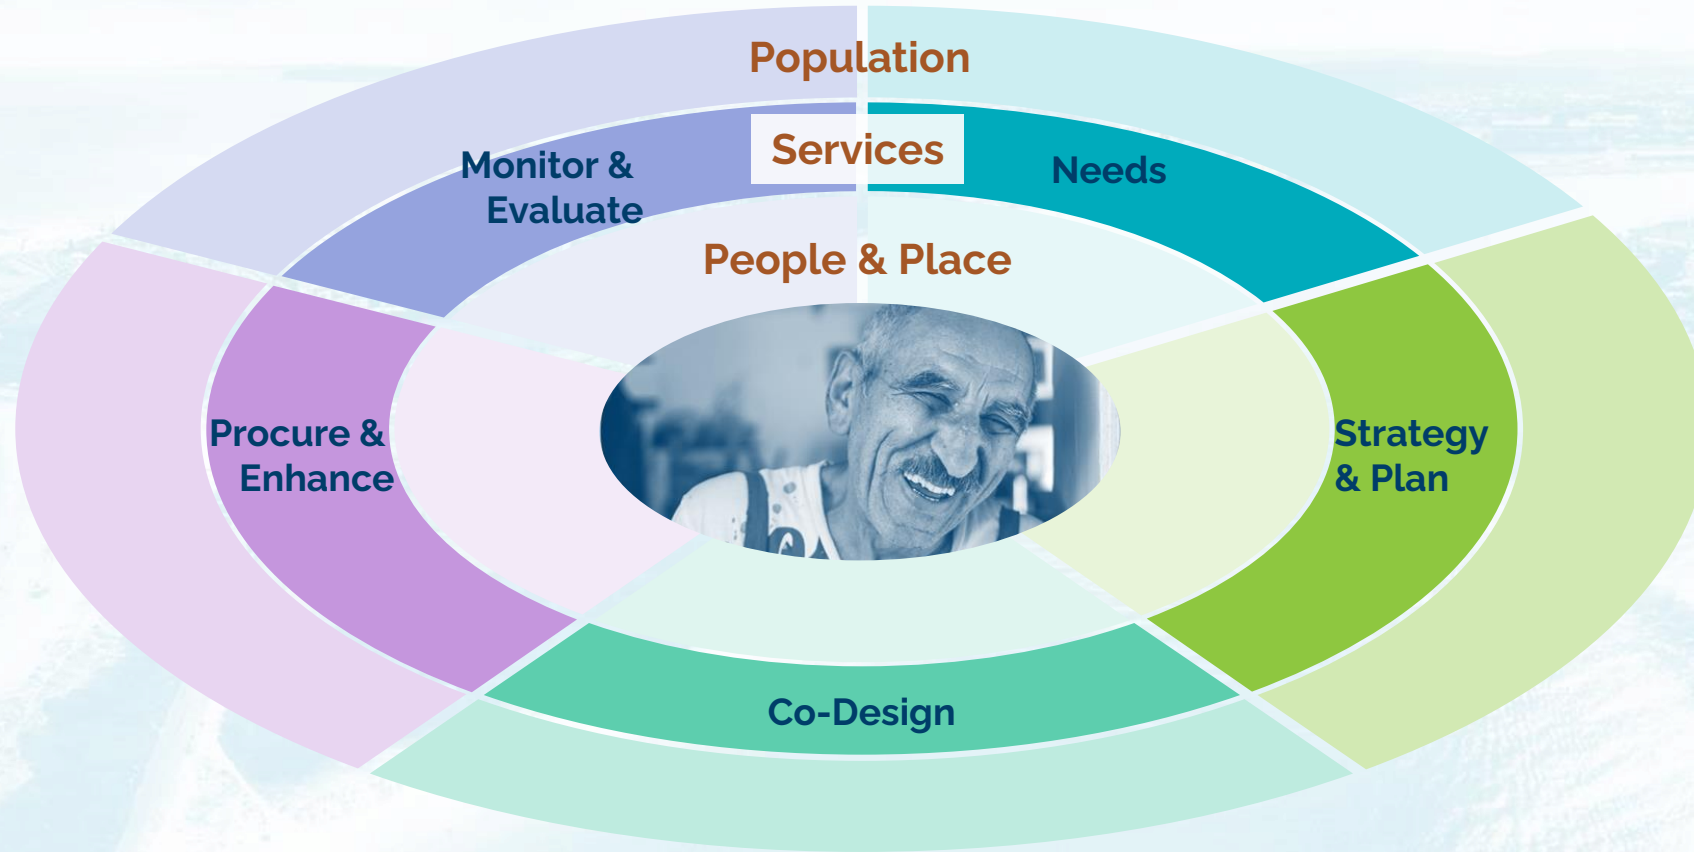 Population
Services
Monitor &
Evaluate
Needs
People & Place
Procure &
Enhance
Strategy
& Plan
Co-Design